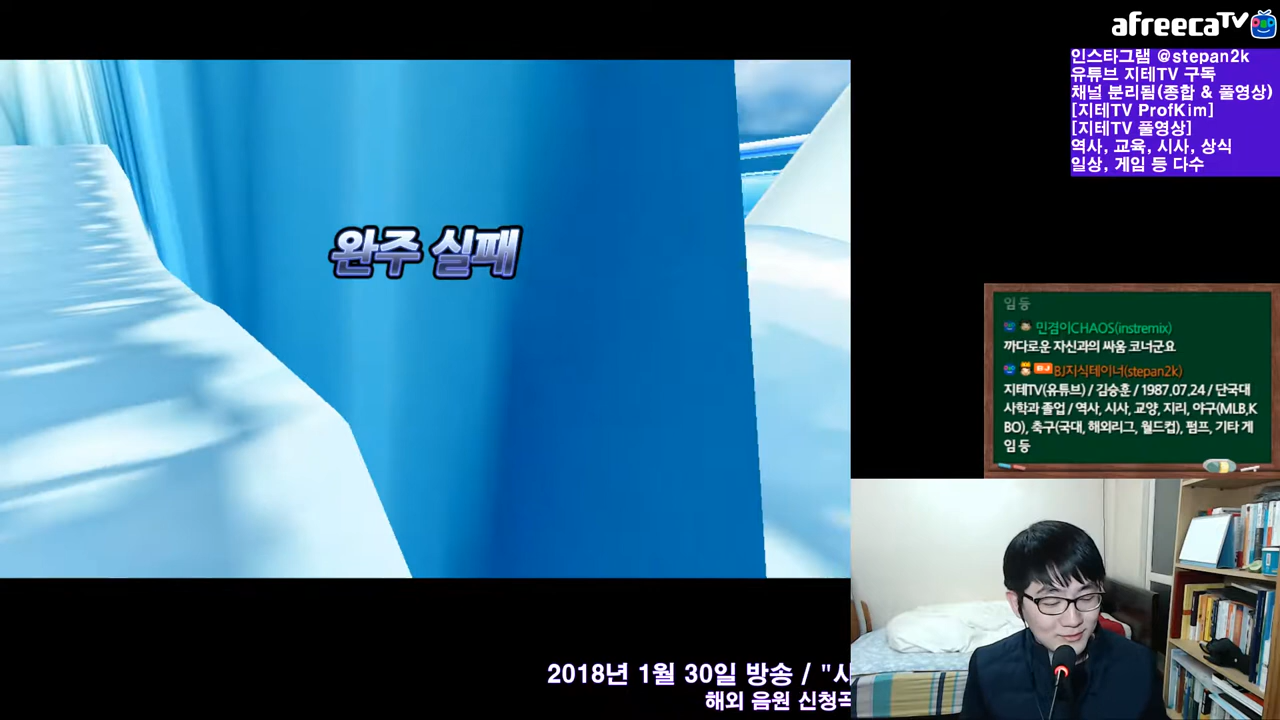 afreecaTV
인스타그램 @stepan2k
유튜브 지테TV 구독
채널 분리됨(종합 & 풀영상)
[지테TV ProfKim]
[지테TV 풀영상]
역사, 교육, 시사, 상식
일상, 게임 등 다수
완주 실패
임 등
민겸이CHAOS(instremix)
까다로운 자신과의 싸움 코너군요
BJ BJ지식테이너(stepan2k)
지테TV(유튜브) / 김승훈 / 1987.07.24 / 단국대
사학과 졸업 / 역사, 시사, 교양, 지리, 야구(MLB,K
BO), 축구(국대, 해외리그, 월드컵), 펌프, 기타 게
임 등
2018년 1월 30일 방송 / "시
해외 음원 신청곡